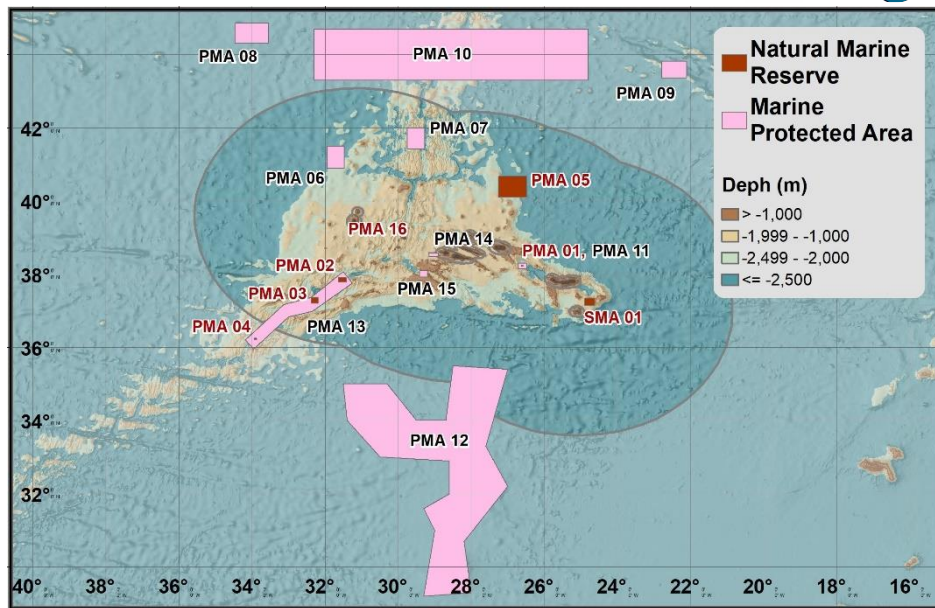 PMA 08
PMA 10
PMA 09
Natural Marine
Reserve
Marine
Protected Area
Deph (m)
> -1,000
-1,999 - -1,000
-2,499 - -2,000
<= -2,500
42°
PMA 07
PMA 06
40°
PMA 05
PMA 16
PMA 14
PMA 01, PMA 11
38°
PMA 02
PMA 03
PMA 15
PMA 04
PMA 13
SMA 01
36°
34°
PMA 12
32°
40° 38° 36° 34° 32° 30° 28° 26° 24° 22° 20° 18° 16°